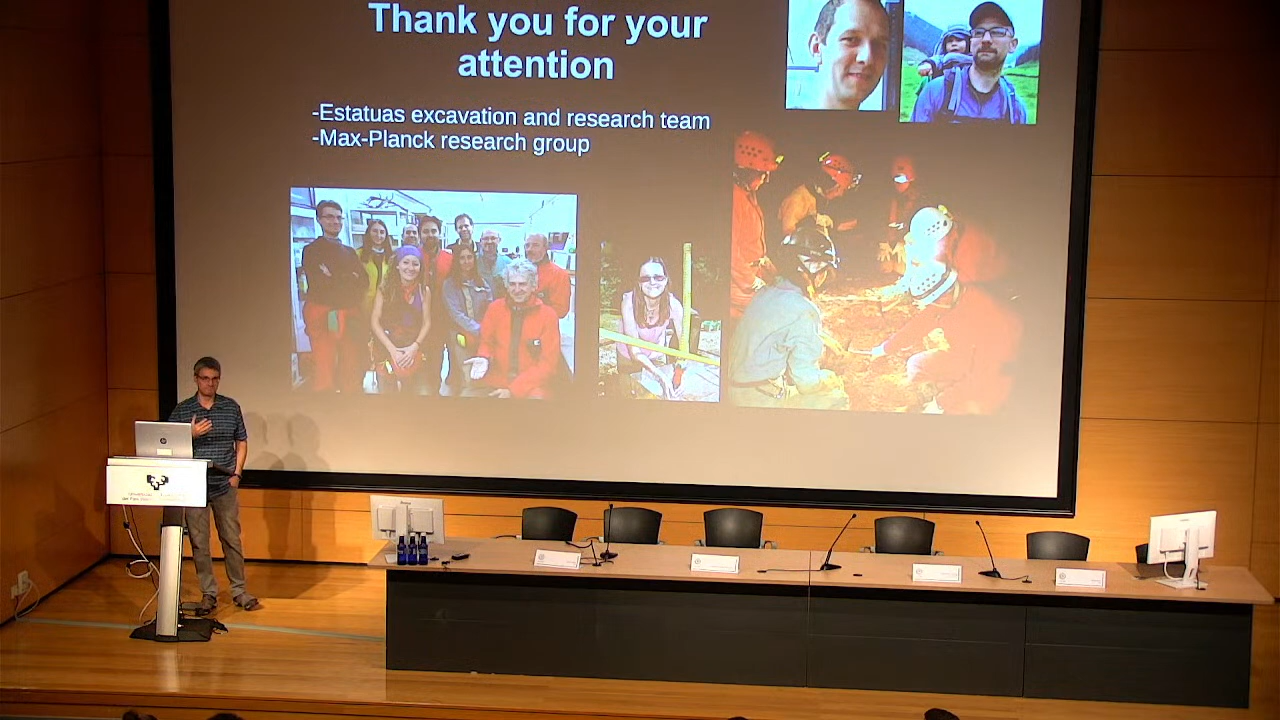 Thank you for your
attention
-Estatuas excavation and research team
-Max-Planck research group